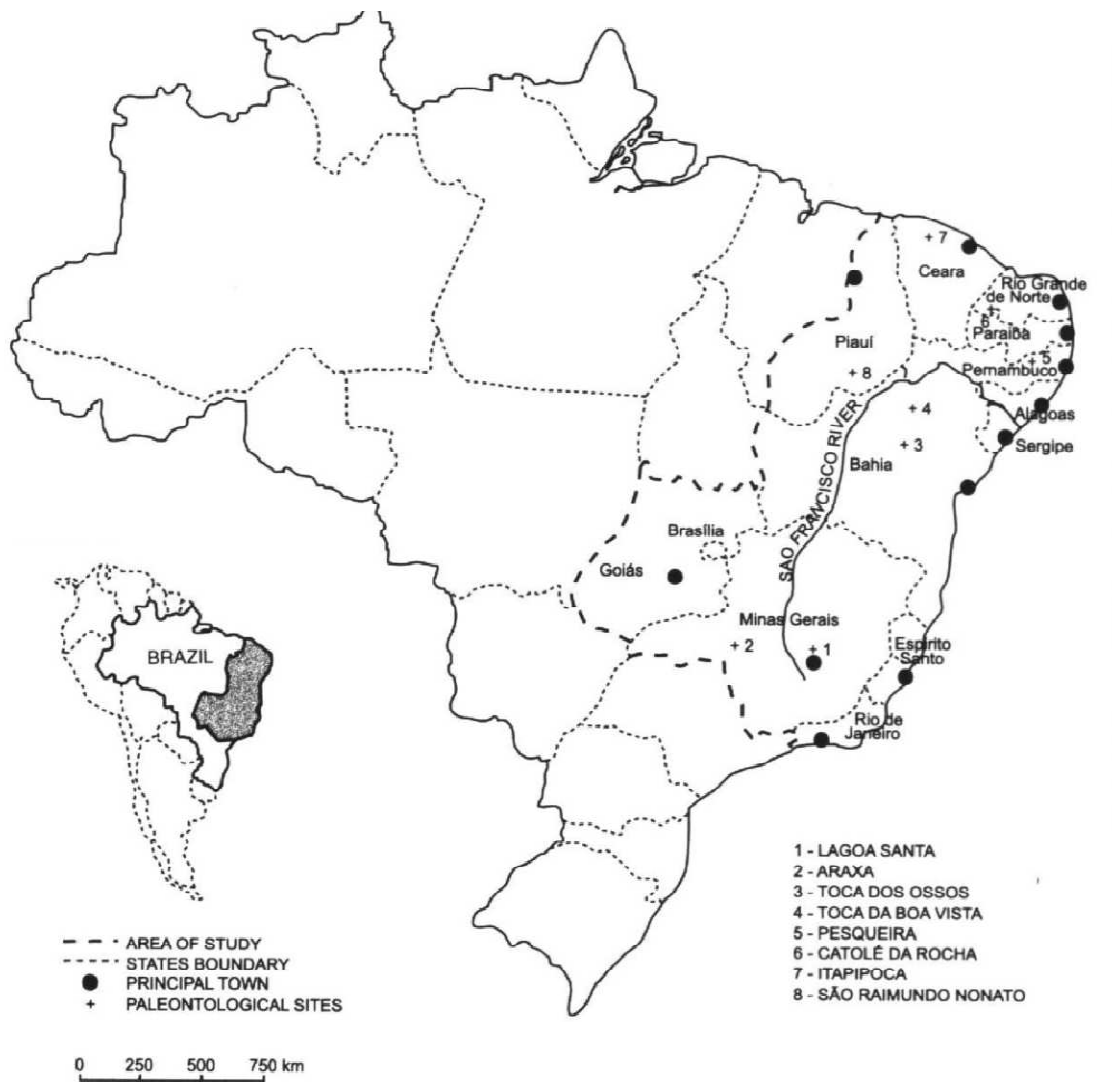 + 7
Ceara
Rio Grande
de Norte
6
Paraiba
Piauí
+ 8
+ 5
Pernambuco
+ 4
Alagoas
+ 3
Sergipe
Bahia
SÃO FRANCISCO RIVER
Brasília
Goiás
Minas Gerais
+ 2
+ 1
Espírito
Santo
Rio de
Janeiro
BRAZIL
1 - LAGOA SANTA
2 - ARAXA
3 - TOCA DOS OSSOS
4 - TOCA DA BOA VISTA
5 - PESQUEIRA
6 - CATOLÉ DA ROCHA
7 - ITAPIPOCA
8 - SÃO RAIMUNDO NONATO
AREA OF STUDY
STATES BOUNDARY
PRINCIPAL TOWN
+ PALEONTOLOGICAL SITES
0 250 500 750 km